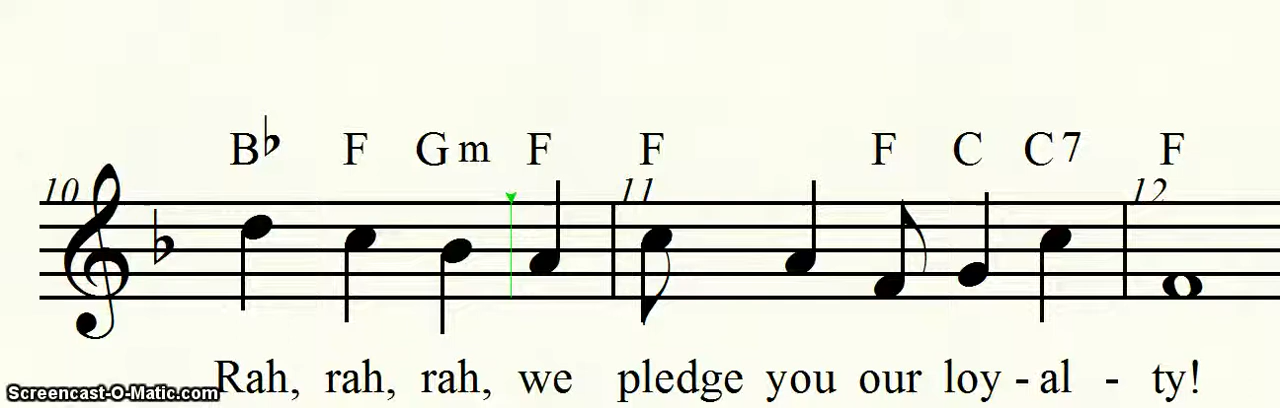 B♭ F Gm F F F C C7 F
10 11 12
Rah, rah, rah, we pledge you our loy - al - ty!
Screencast-O-Matic.com